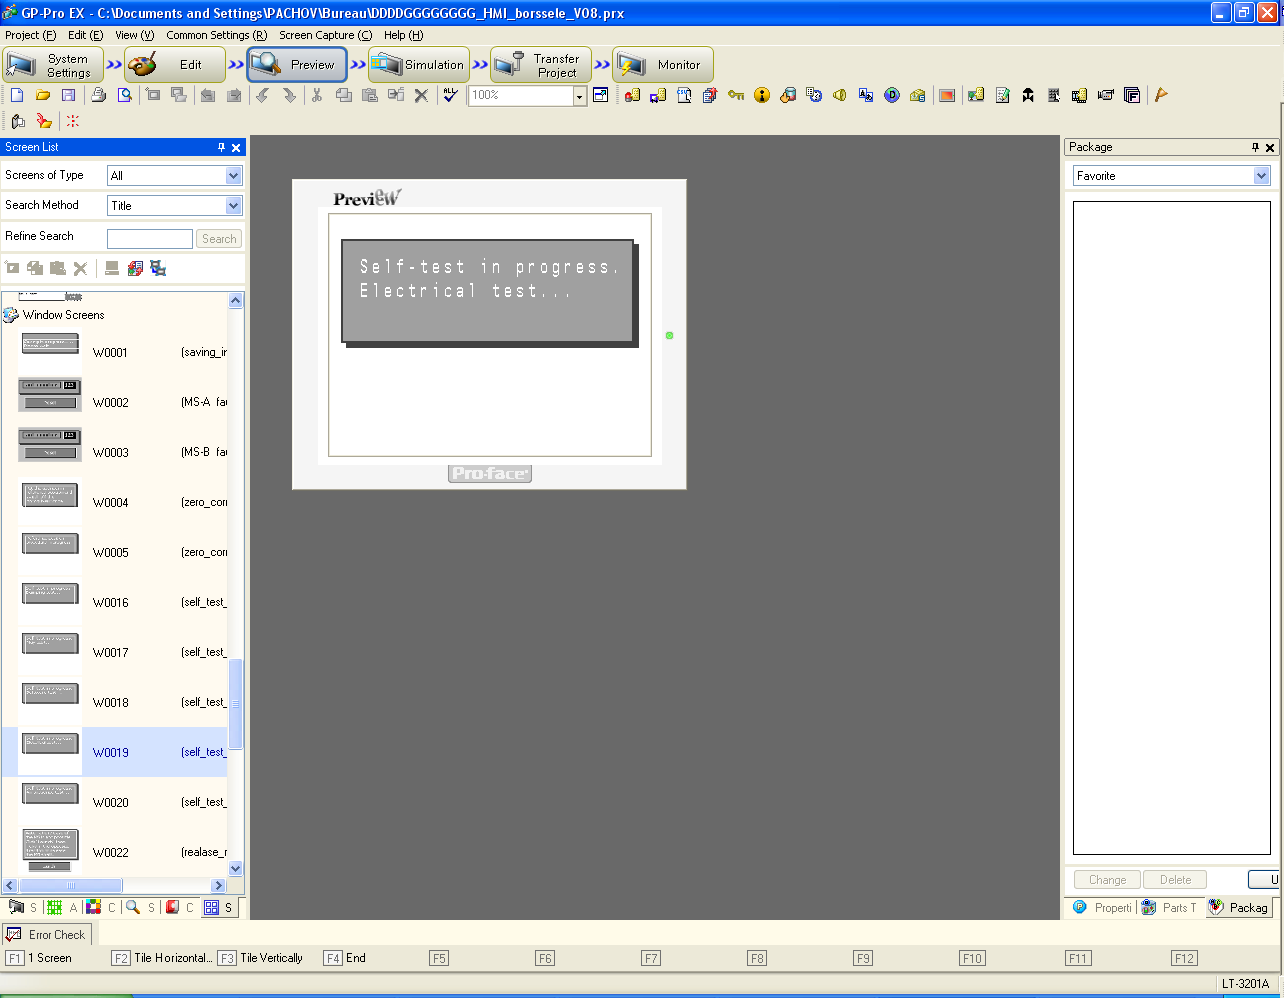 GP-Pro EX - C:\Documents and Settings\PACHOV\Bureau\DDDDGGGGGGGG_HMI_borssele_V08.prx
Project (F) Edit (E) View (V) Common Settings (R) Screen Capture (C) Help (H)
System Settings
Edit
Preview
Simulation
Transfer Project
Monitor
100%
Screen List
Screens of Type All
Search Method Title
Refine Search Search
Window Screens
W0001 (saving_ir
W0002 (MS-A fau
W0003 (MS-B fau
W0004 (zero_corr
W0005 (zero_corr
W0016 (self_test_
W0017 (self_test_
W0018 (self_test_
W0019 (self_test_
W0020 (self_test_
W0022 (realase_r
S A C S C S
Preview
Self-test in progress.
Electrical test...
Pro-face
Package
Favorite
Change Delete U
Properti Parts T Packag
Error Check
F1 1 Screen F2 Tile Horizontal... F3 Tile Vertically F4 End F5 F6 F7 F8 F9 F10 F11 F12
LT-3201A